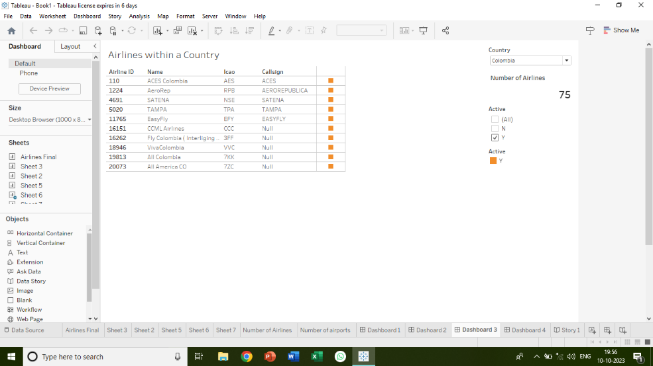 Tableau - Book1 - Tableau license expires in 6 days
File Data Worksheet Dashboard Story Analysis Map Format Server Window Help
Show Me
Dashboard Layout
Default
Phone
Device Preview
Size
Desktop Browser (1000 x 8...
Sheets
Airlines Final
Sheet 3
Sheet 2
Sheet 5
Sheet 6
Objects
Horizontal Container
Vertical Container
Text
Extension
Ask Data
Data Story
Image
Blank
Workflow
Web Page
Airlines within a Country
Airline ID Name Icao Callsign
110 ACES Colombia AES ACES
1224 AeroRep RPB AEROREPUBLICA
4691 SATENA NSE SATENA
5020 TAMPA TPA TAMPA
11765 EasyFly EFY EASYFLY
16151 CCML Airlines CCC Null
16262 Fly Colombia ( Interliging ... 3FF Null
18946 VivaColombia VVC Null
19813 All Colombia 7KK Null
20073 All America CO 7ZC Null
Country
Colombia
Number of Airlines
75
Active
(All)
N
Y
Active
Y
Data Source Airlines Final Sheet 3 Sheet 2 Sheet 5 Sheet 6 Sheet 7 Number of Airlines Number of airports Dashboard 1 Dashboard 2 Dashboard 3 Dashboard 4 Story 1
Type here to search
ENG
19:56
10-10-2023